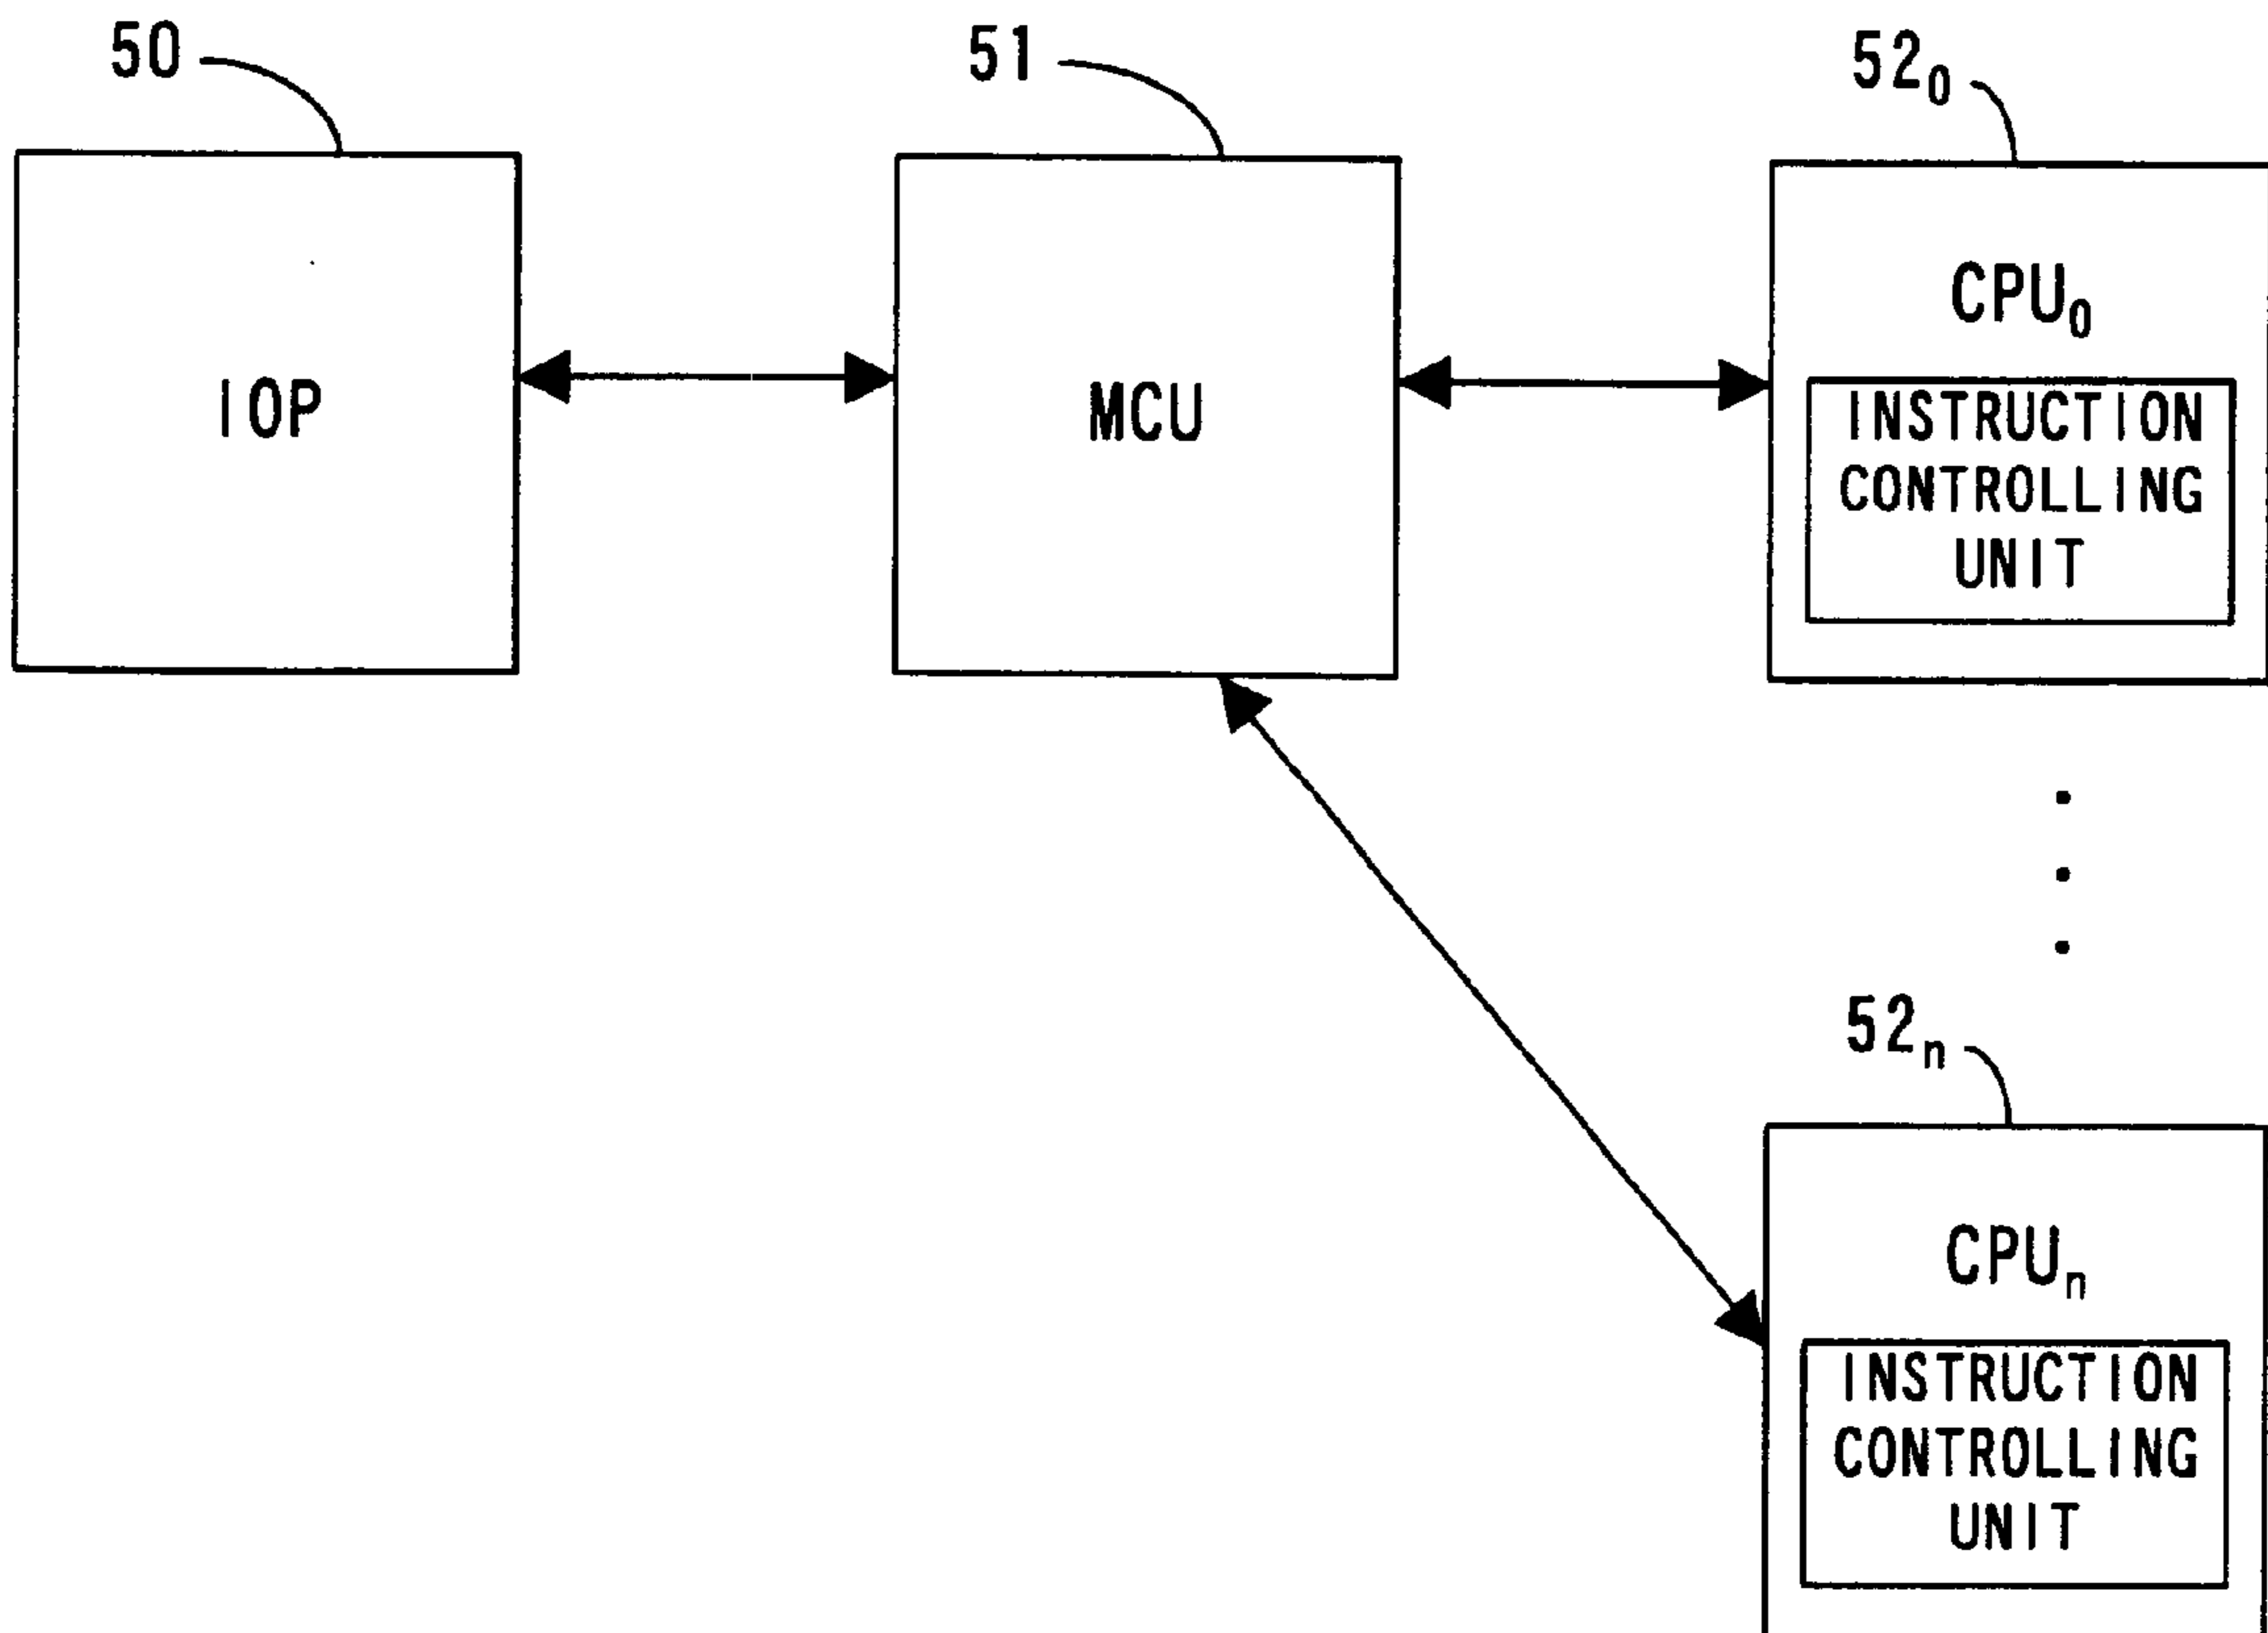 50
51
52₀
IOP
MCU
CPU₀
INSTRUCTION
CONTROLLING
UNIT
52ₙ
CPUₙ
INSTRUCTION
CONTROLLING
UNIT